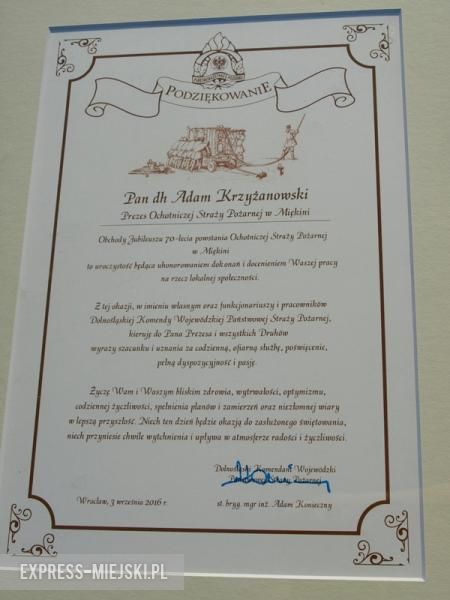 PODZIĘKOWANIE
Pan dh Adam Krzyżanowski
Prezes Ochotniczej Straży Pożarnej w Miękini
Obchody Jubileuszu 70-lecia powstania Ochotniczej Straży Pożarnej
w Miękini
to uroczystość będąca uhonorowaniem dokonań i docenieniem Waszej pracy
na rzecz lokalnej społeczności.
Z tej okazji, w imieniu własnym oraz funkcjonariuszy i pracowników
Dolnośląskiej Komendy Wojewódzkiej Państwowej Straży Pożarnej,
kieruję do Pana Prezesa i wszystkich Druhów
wyrazy szacunku i uznania za codzienną, ofiarną służbę, poświęcenie,
pełną dyspozycyjność i pasję.
Życzę Wam i Waszym bliskim zdrowia, wytrwałości, optymizmu,
codziennej życzliwości, spełnienia planów i zamierzeń oraz niezłomnej wiary
w lepszą przyszłość. Niech ten dzień będzie okazją do zasłużonego świętowania,
niech przyniesie chwile wytchnienia i upływa w atmosferze radości i życzliwości.
Dolnośląski Komendant Wojewódzki
Państwowej Straży Pożarnej
Wrocław, 3 września 2016 r.
st. bryg. mgr inż. Adam Konieczny
EXPRESS-MIEJSKI.PL